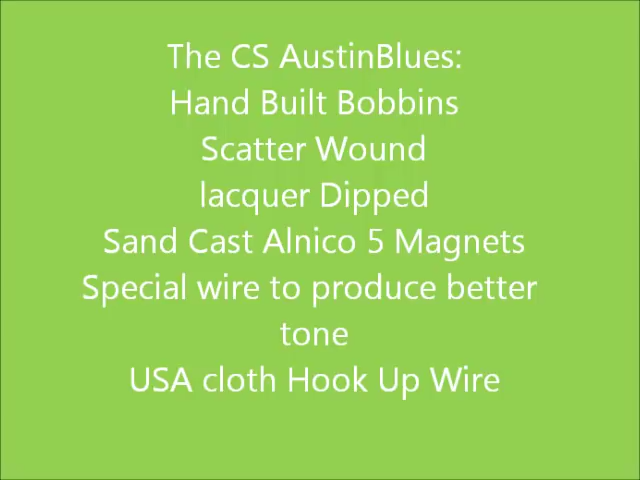 The CS AustinBlues:
Hand Built Bobbins
Scatter Wound
lacquer Dipped
Sand Cast Alnico 5 Magnets
Special wire to produce better
tone
USA cloth Hook Up Wire